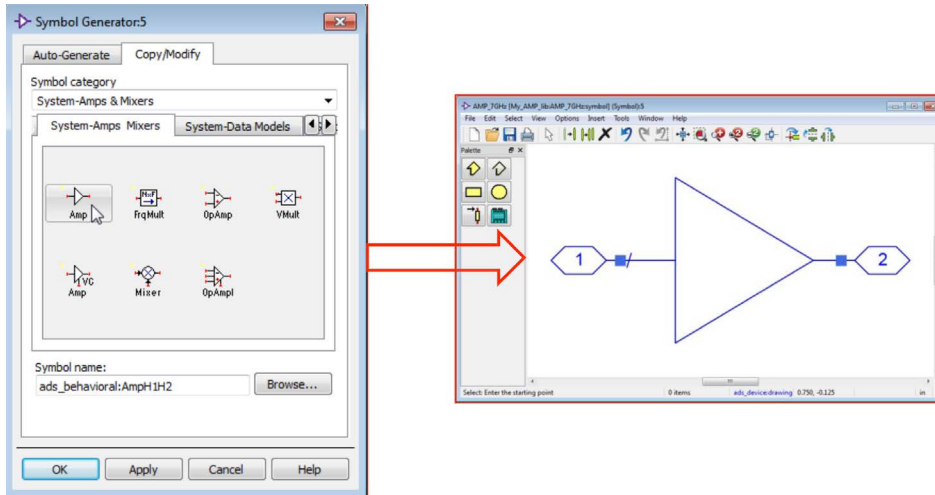 Symbol Generator:5
Auto-Generate Copy/Modify
Symbol category
System-Amps & Mixers
System-Amps Mixers System-Data Models
Amp FrqMult OpAmp VMult
NxF
VC
Amp Mixer OpAmpI
Symbol name:
ads_behavioral:AmpH1H2 Browse...
OK Apply Cancel Help
AMP_7GHz [My_AMP_lib:AMP_7GHz:symbol] (Symbol):5
File Edit Select View Options Insert Tools Window Help
Palette
1 2
Select: Enter the starting point 0 items ads_device:drawing 0.750, -0.125 in